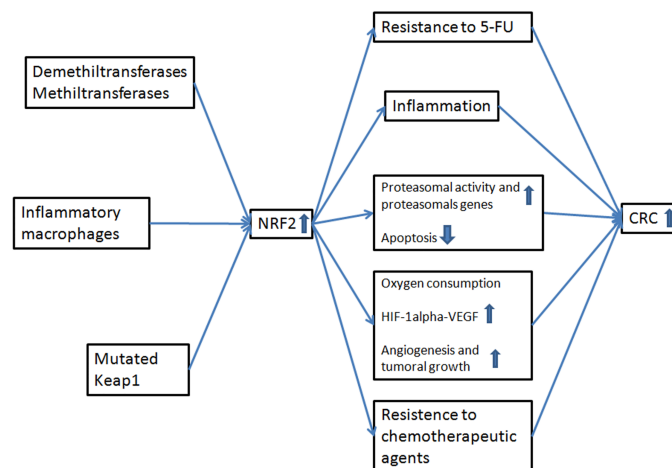 Resistance to 5-FU
Demethiltransferases
Methiltransferases
Inflammation
Proteasomal activity and
proteasomals genes
Apoptosis
Inflammatory
macrophages
NRF2
CRC
Oxygen consumption
HIF-1alpha-VEGF
Angiogenesis and
tumoral growth
Mutated
Keap1
Resistence to
chemotherapeutic
agents